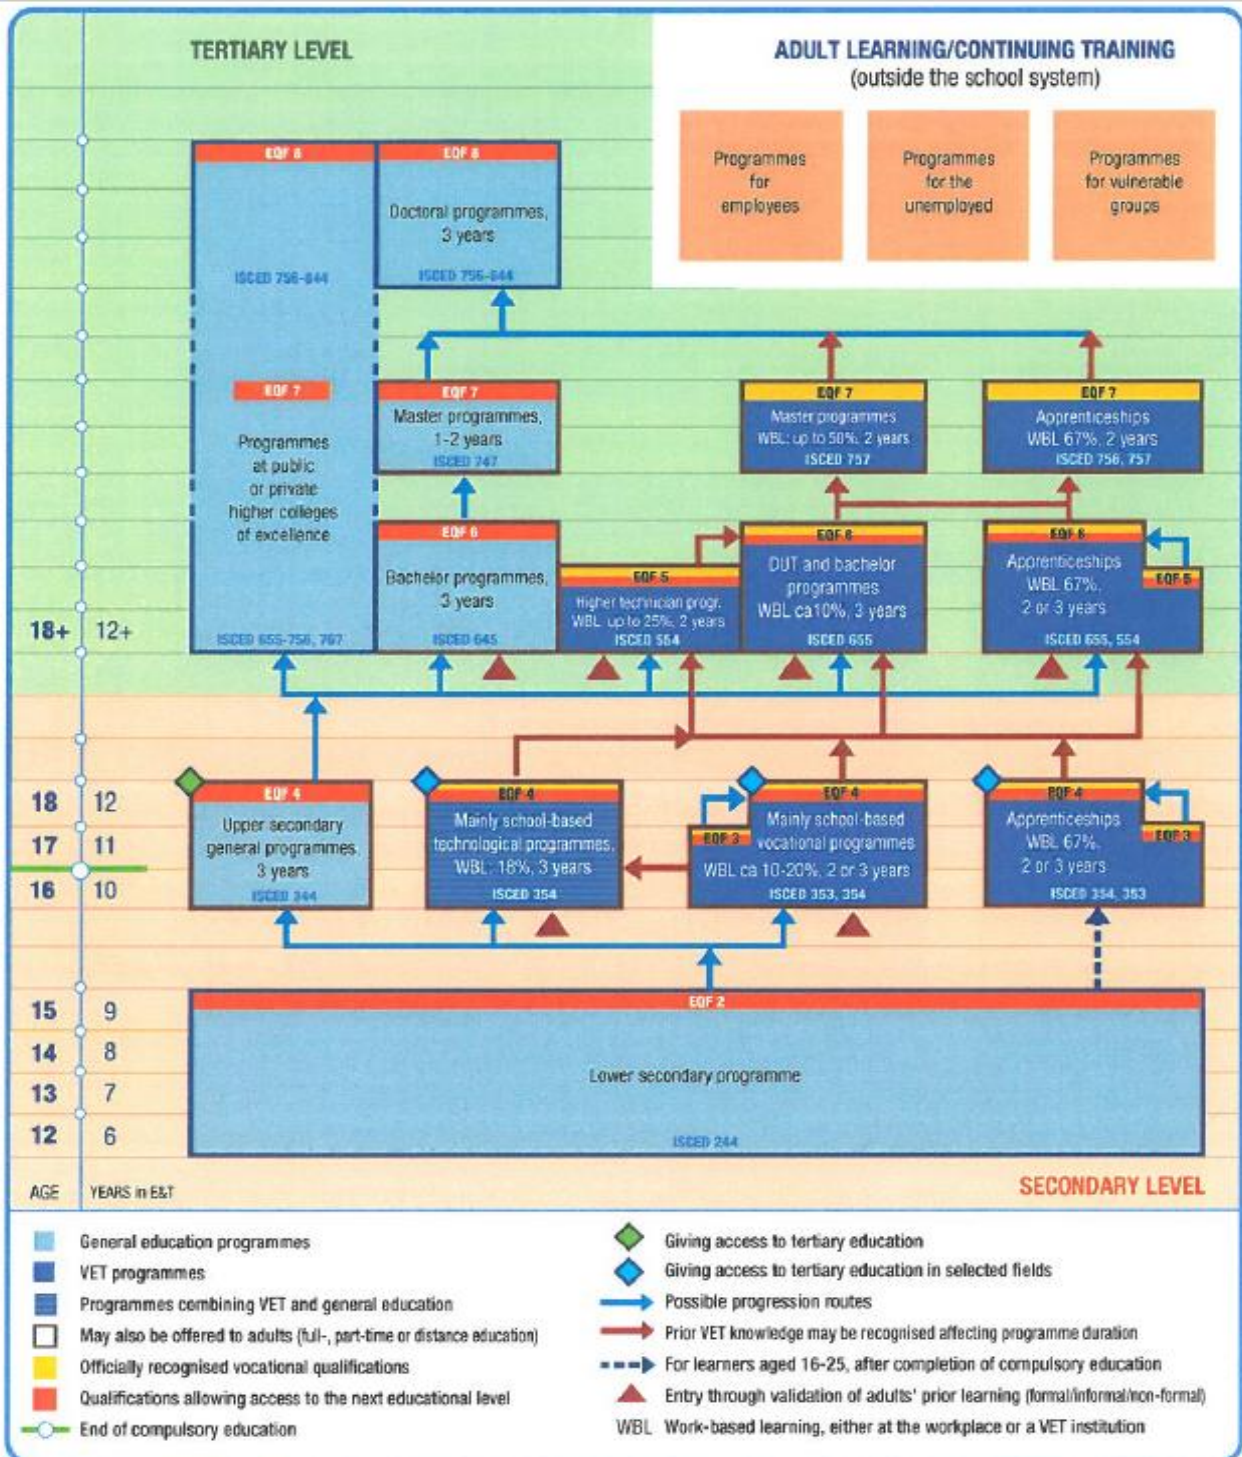 TERTIARY LEVEL
ADULT LEARNING/CONTINUING TRAINING
(outside the school system)
Programmes
for
employees
Programmes
for the
unemployed
Programmes
for vulnerable
groups
EQF 8
ISCED 756-844
EQF 7
Programmes
at public
or private
higher colleges
of excellence
ISCED 655-756, 767
EQF 8
Doctoral programmes,
3 years
ISCED 756-844
EQF 7
Master programmes,
1-2 years
ISCED 747
EQF 6
Bachelor programmes,
3 years
ISCED 645
EQF 5
Higher technician progr.
WBL: up to 25%, 2 years
ISCED 554
EQF 7
Master programmes
WBL: up to 50%, 2 years
ISCED 757
EQF 6
DUT and bachelor
programmes
WBL ca10%, 3 years
ISCED 655
EQF 7
Apprenticeships
WBL 67%, 2 years
ISCED 756, 757
EQF 6
Apprenticeships
WBL 67%.
2 or 3 years
ISCED 655, 554
EQF 5
18+ 12+
18 12
17 11
16 10
EQF 4
Upper secondary
general programmes,
3 years
ISCED 344
EQF 4
Mainly school-based
technological programmes,
WBL: 18%, 3 years
ISCED 354
EQF 3
EQF 4
Mainly school-based
vocational programmes
WBL ca 10-20%, 2 or 3 years
ISCED 353, 354
EQF 4
Apprenticeships
WBL 67%.
2 or 3 years
ISCED 354, 353
EQF 3
15 9
14 8
13 7
12 6
EQF 2
Lower secondary programme
ISCED 244
AGE YEARS in E&T
SECONDARY LEVEL
General education programmes
VET programmes
Programmes combining VET and general education
May also be offered to adults (full-, part-time or distance education)
Officially recognised vocational qualifications
Qualifications allowing access to the next educational level
End of compulsory education
Giving access to tertiary education
Giving access to tertiary education in selected fields
Possible progression routes
Prior VET knowledge may be recognised affecting programme duration
For learners aged 16-25, after completion of compulsory education
Entry through validation of adults' prior learning (formal/informal/non-formal)
WBL Work-based learning, either at the workplace or a VET institution